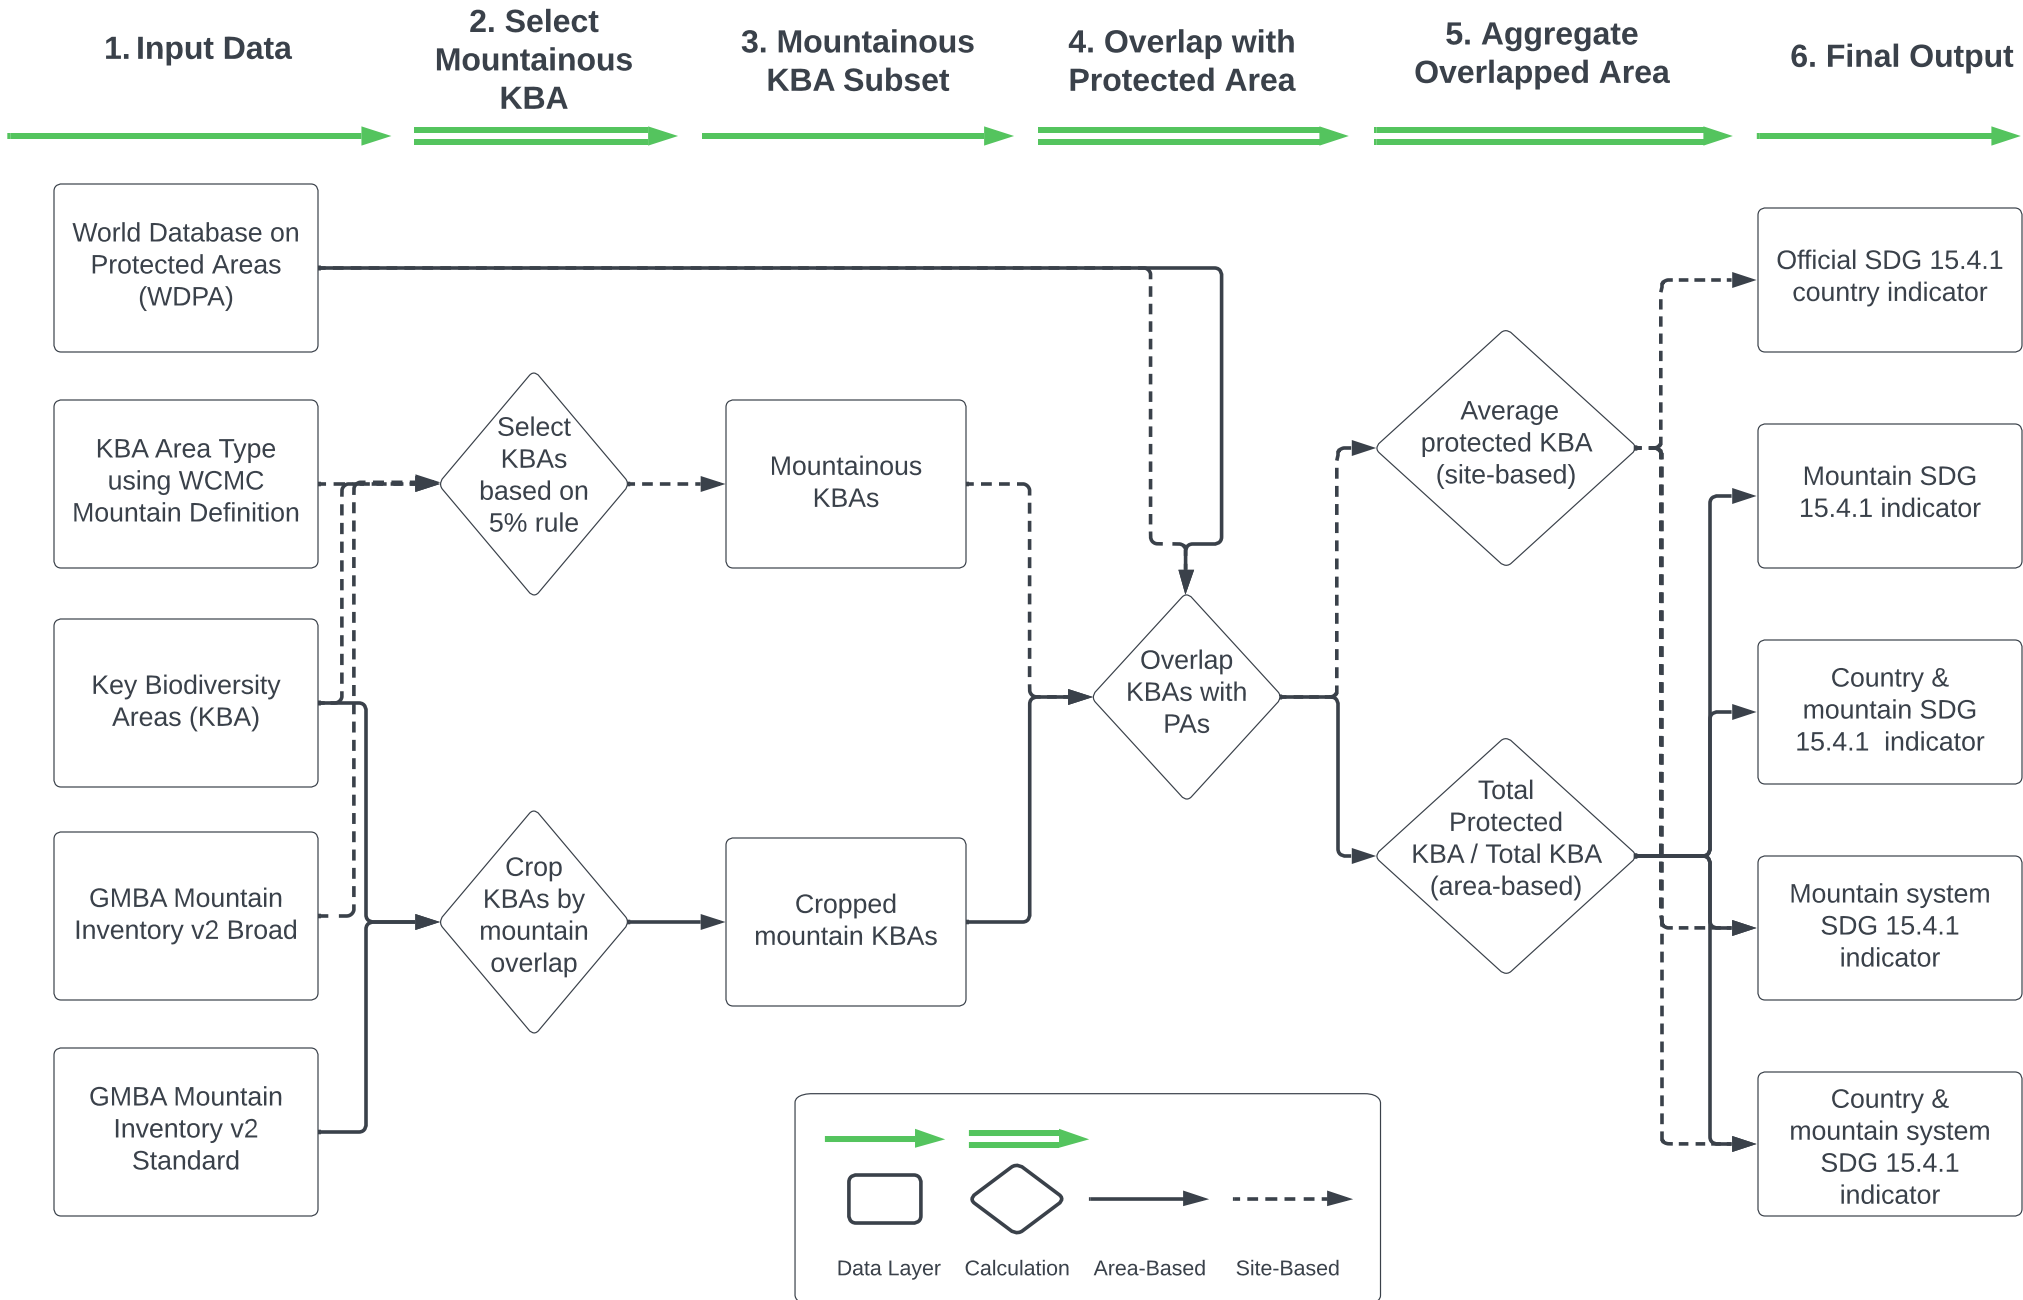 1. Input Data
2. Select
Mountainous
KBA
3. Mountainous
KBA Subset
4. Overlap with
Protected Area
5. Aggregate
Overlapped Area
6. Final Output
World Database on
Protected Areas
(WDPA)
KBA Area Type
using WCMC
Mountain Definition
Key Biodiversity
Areas (KBA)
GMBA Mountain
Inventory v2 Broad
GMBA Mountain
Inventory v2
Standard
Select
KBAs
based on
5% rule
Crop
KBAs by
mountain
overlap
Mountainous
KBAs
Cropped
mountain KBAs
Overlap
KBAs with
PAs
Average
protected KBA
(site-based)
Total
Protected
KBA / Total KBA
(area-based)
Official SDG 15.4.1
country indicator
Mountain SDG
15.4.1 indicator
Country &
mountain SDG
15.4.1 indicator
Mountain system
SDG 15.4.1
indicator
Country &
mountain system
SDG 15.4.1
indicator
Data Layer
Calculation
Area-Based
Site-Based